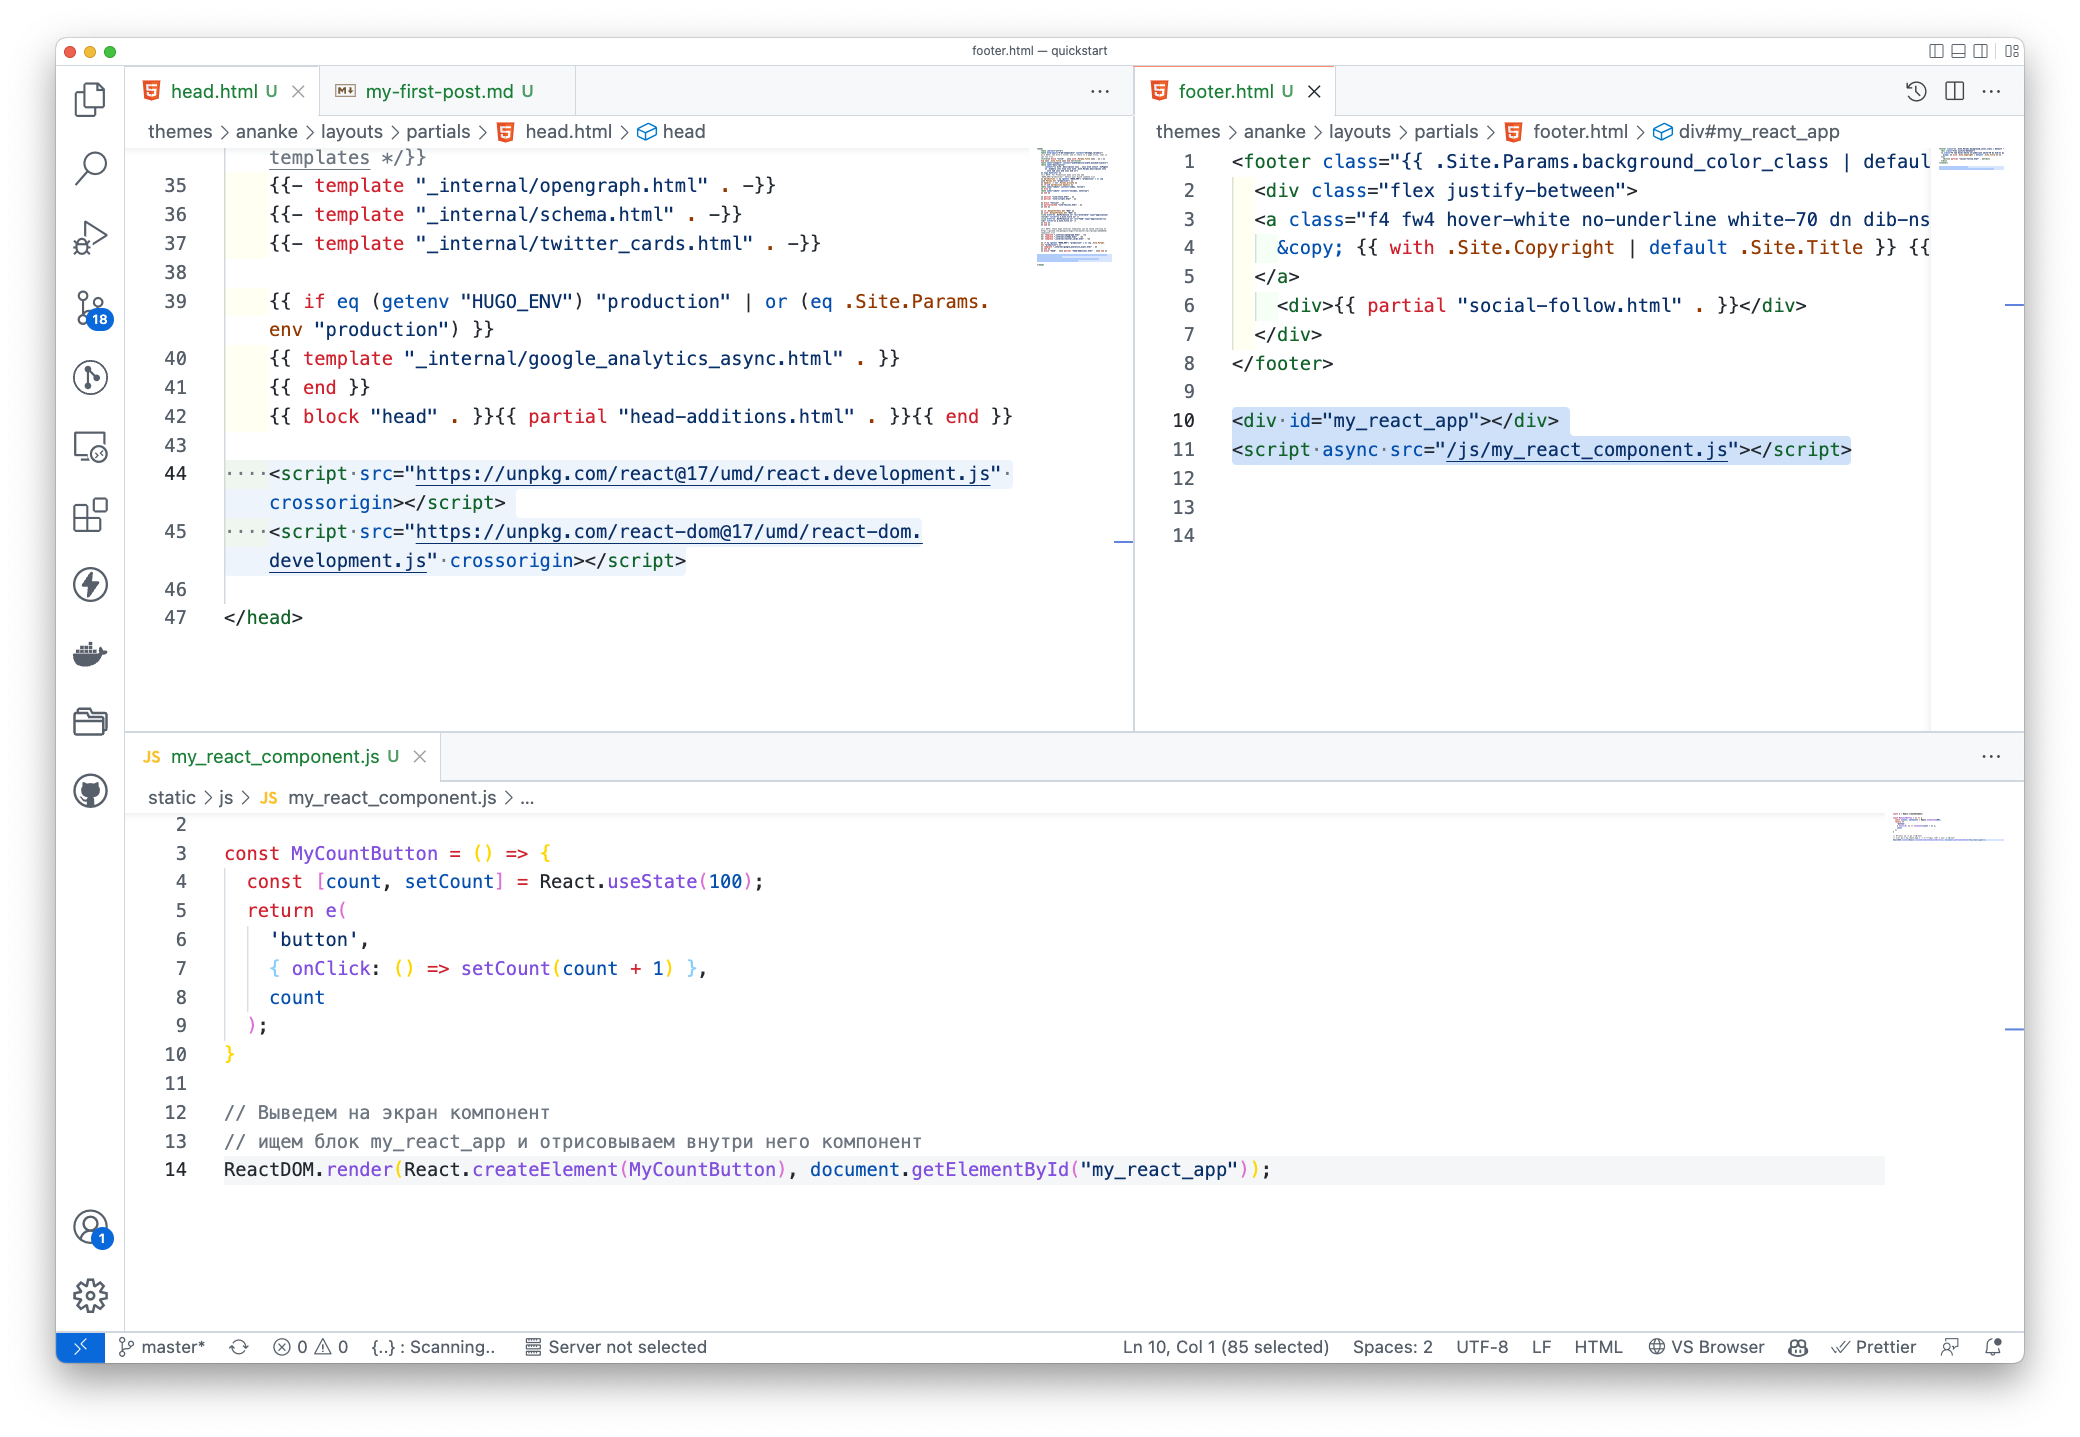 footer.html — quickstart
head.html U
my-first-post.md U
themes > ananke > layouts > partials > head.html > head
templates */}}
35 {{- template "_internal/opengraph.html" . -}}
36 {{- template "_internal/schema.html" . -}}
37 {{- template "_internal/twitter_cards.html" . -}}
38
39 {{ if eq (getenv "HUGO_ENV") "production" | or (eq .Site.Params.
env "production") }}
40 {{ template "_internal/google_analytics_async.html" . }}
41 {{ end }}
42 {{ block "head" . }}{{ partial "head-additions.html" . }}{{ end }}
43
44 ····<script·src="https://unpkg.com/react@17/umd/react.development.js"·
crossorigin></script>
45 ····<script·src="https://unpkg.com/react-dom@17/umd/react-dom.
development.js"·crossorigin></script>
46
47 </head>
footer.html U
themes > ananke > layouts > partials > footer.html > div#my_react_app
1 <footer class="{{ .Site.Params.background_color_class | defaul
2 <div class="flex justify-between">
3 <a class="f4 fw4 hover-white no-underline white-70 dn dib-ns
4 &copy; {{ with .Site.Copyright | default .Site.Title }} {{
5 </a>
6 <div>{{ partial "social-follow.html" . }}</div>
7 </div>
8 </footer>
9
10 <div·id="my_react_app"></div>
11 <script·async·src="/js/my_react_component.js"></script>
12
13
14
JS my_react_component.js U
static > js > JS my_react_component.js > ...
2
3 const MyCountButton = () => {
4 const [count, setCount] = React.useState(100);
5 return e(
6 'button',
7 { onClick: () => setCount(count + 1) },
8 count
9 );
10 }
11
12 // Выведем на экран компонент
13 // ищем блок my_react_app и отрисовываем внутри него компонент
14 ReactDOM.render(React.createElement(MyCountButton), document.getElementById("my_react_app"));
18
1
master* 0 0 {..} : Scanning.. Server not selected Ln 10, Col 1 (85 selected) Spaces: 2 UTF-8 LF HTML VS Browser Prettier